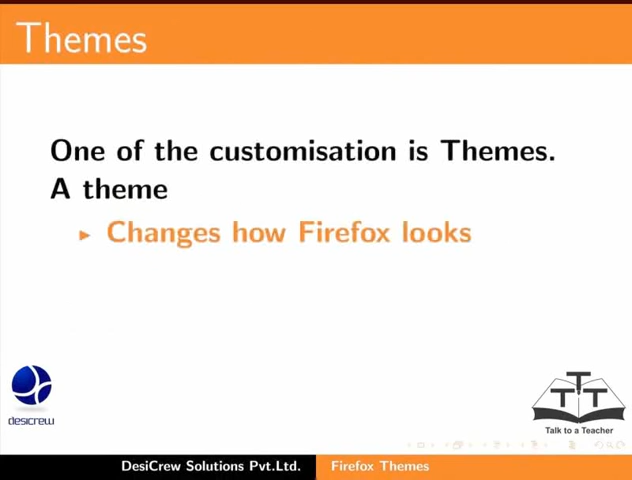 Themes
One of the customisation is Themes.
A theme
Changes how Firefox looks
desicrew
TTT
Talk to a Teacher
DesiCrew Solutions Pvt.Ltd.
Firefox Themes